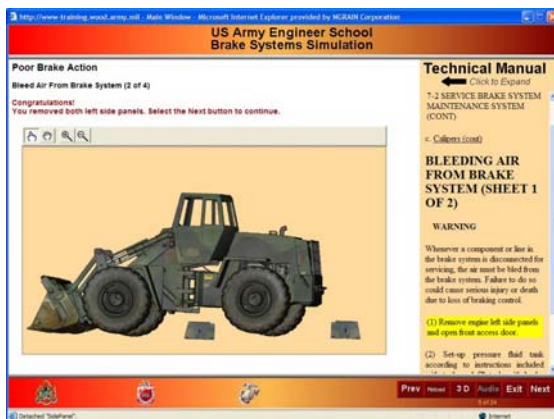 http://www-training.wood.army.mil - Main Window - Microsoft Internet Explorer provided by MGRAIN Corporation
US Army Engineer School
Brake Systems Simulation
Poor Brake Action
Bleed Air From Brake System (2 of 4)
Congratulations!
You removed both left side panels. Select the Next button to continue.
Technical Manual
Click to Expand
7-2 SERVICE BRAKE SYSTEM
MAINTENANCE SYSTEM
(CONT)
c. Calipers (cont)
BLEEDING AIR
FROM BRAKE
SYSTEM (SHEET 1
OF 2)
WARNING
Whenever a component or line in
the brake system is disconnected for
servicing, the air must be bled from
the brake system. Failure to do so
could cause serious injury or death
due to loss of braking control.
(1) Remove engine left side panels
and open front access door.
(2) Set-up pressure fluid tank
according to instructions included
Prev Reload 3 D Audio Exit Next
Detached "SidePanel".
Internet